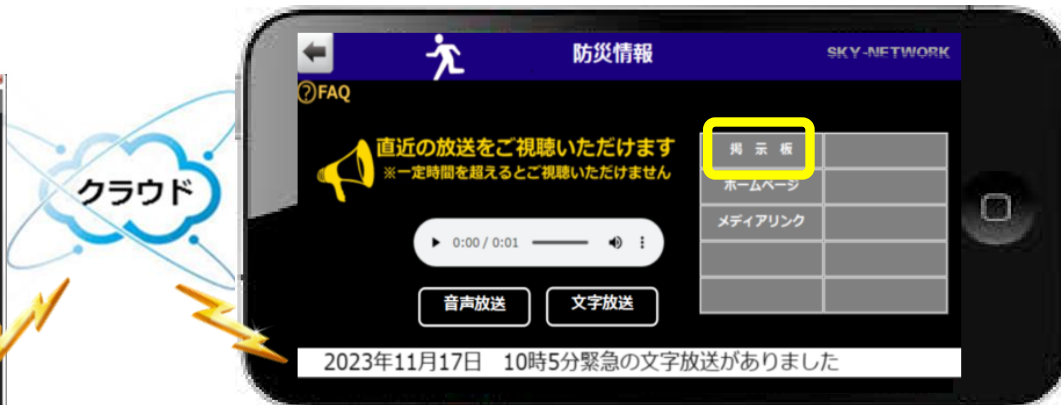 クラウド
防災情報
SKY-NETWORK
?FAQ
直近の放送をご視聴いただけます
※一定時間を超えるとご視聴いただけません
掲 示 板
ホームページ
メディアリンク
0:00 / 0:01
音声放送
文字放送
2023年11月17日 10時5分緊急の文字放送がありました